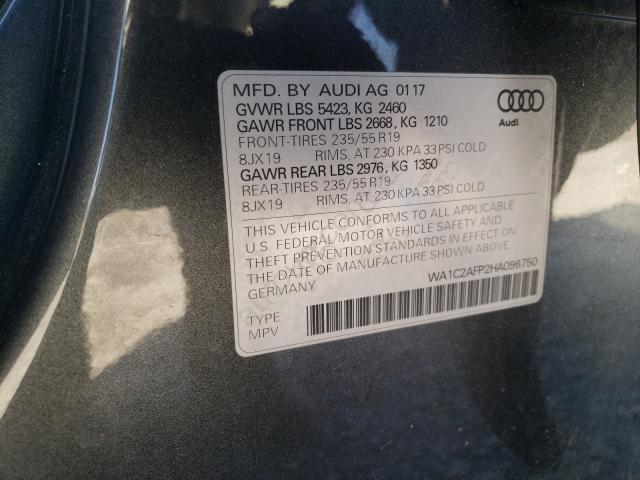 MFD. BY AUDI AG 01 17
GVWR LBS 5423, KG 2460
GAWR FRONT LBS 2668, KG 1210
FRONT-TIRES 235/55 R19
8JX19 RIMS, AT 230 KPA 33 PSI COLD
GAWR REAR LBS 2976, KG 1350
REAR-TIRES 235/55 R19
8JX19 RIMS, AT 230 KPA 33 PSI COLD
Audi
THIS VEHICLE CONFORMS TO ALL APPLICABLE
U.S. FEDERAL MOTOR VEHICLE SAFETY AND
THEFT PREVENTION STANDARDS IN EFFECT ON
THE DATE OF MANUFACTURE SHOWN ABOVE.
GERMANY
WA1C2AFP2HA096750
TYPE
MPV